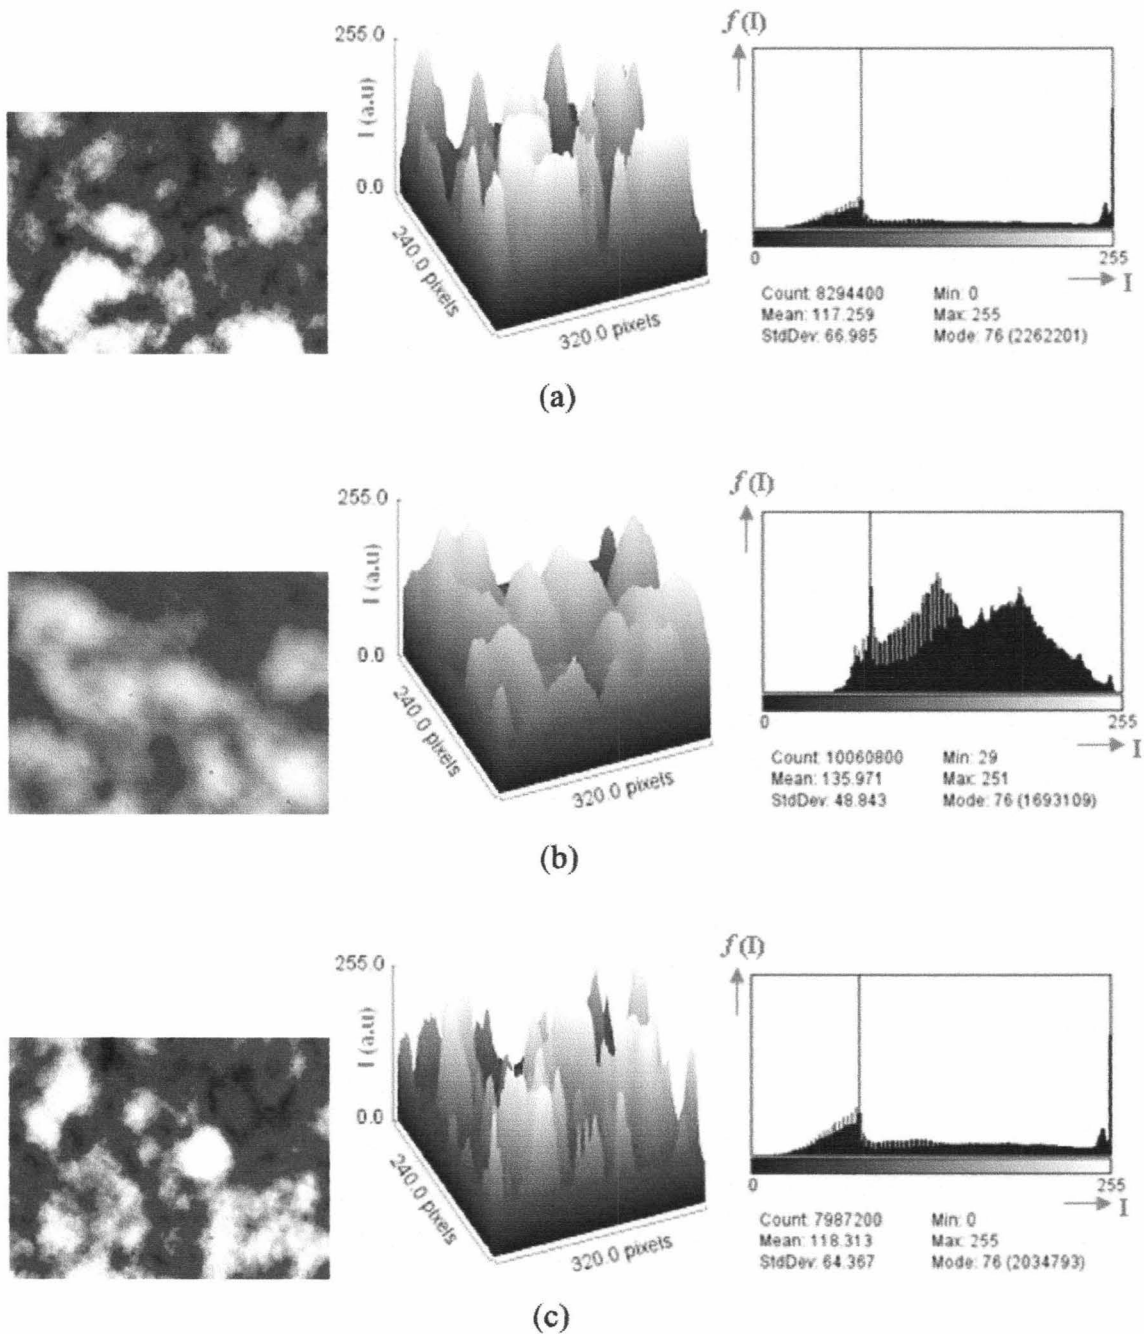 f (I)
255.0
I (a.u)
0.0
240.0 pixels
320.0 pixels
0
255
I
Count: 8294400
Min: 0
Mean: 117.259
Max: 255
StdDev: 66.985
Mode: 76 (2262201)
(a)
f (I)
255.0
I (a.u)
0.0
240.0 pixels
320.0 pixels
0
255
I
Count: 10060800
Min: 29
Mean: 135.971
Max: 251
StdDev: 48.843
Mode: 76 (1693109)
(b)
f (I)
255.0
I (a.u)
0.0
240.0 pixels
320.0 pixels
0
255
I
Count: 7987200
Min: 0
Mean: 118.313
Max: 255
StdDev: 64.367
Mode: 76 (2034793)
(c)